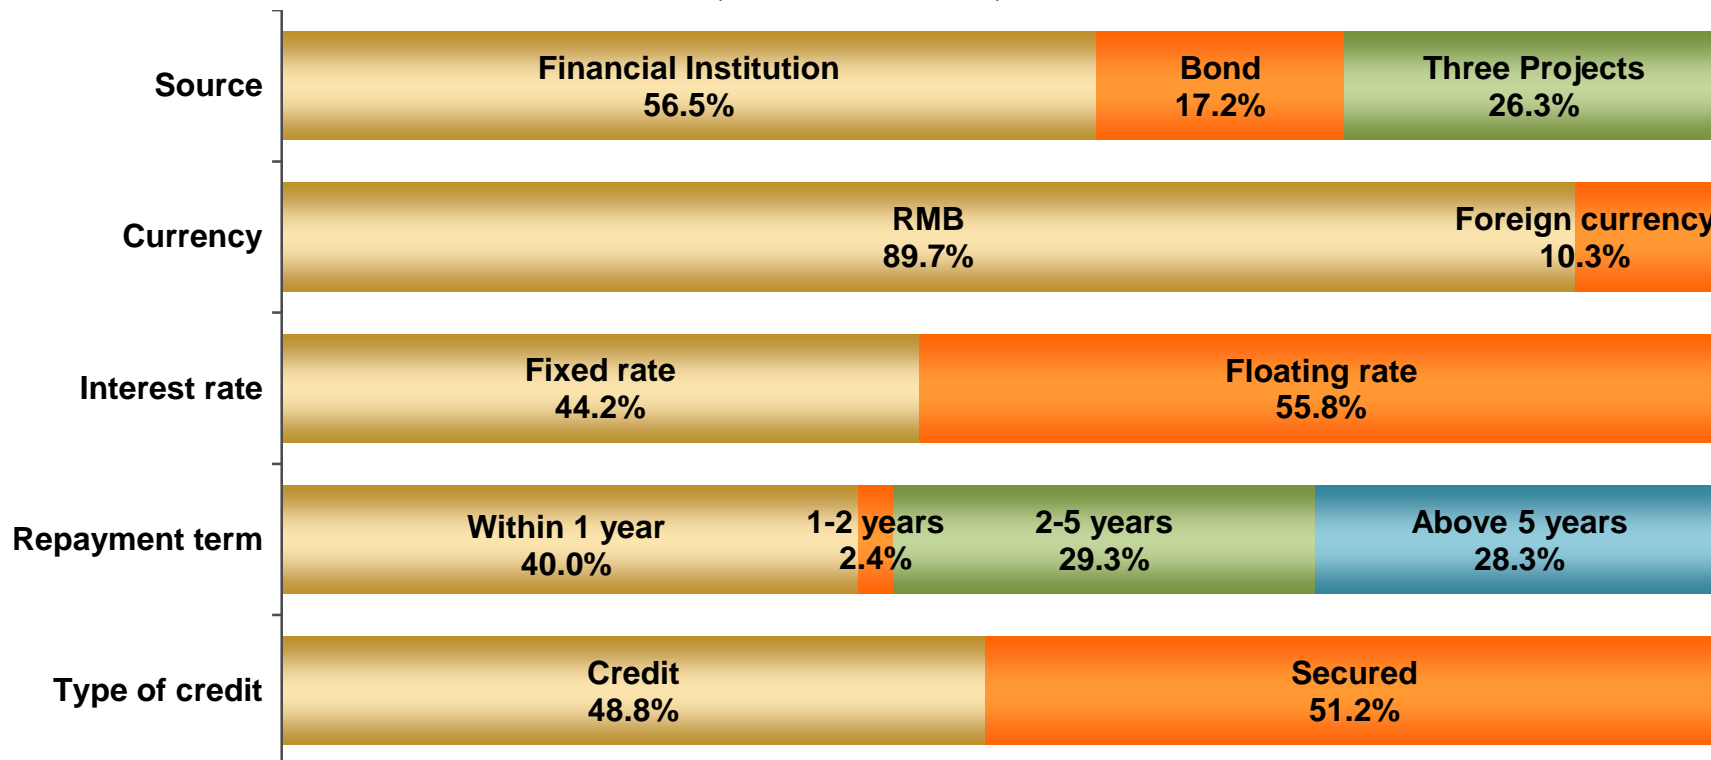 Source
Financial Institution
56.5%
Bond
17.2%
Three Projects
26.3%
Currency
RMB
89.7%
Foreign currency
10.3%
Interest rate
Fixed rate
44.2%
Floating rate
55.8%
Repayment term
Within 1 year
40.0%
1-2 years
2.4%
2-5 years
29.3%
Above 5 years
28.3%
Type of credit
Credit
48.8%
Secured
51.2%